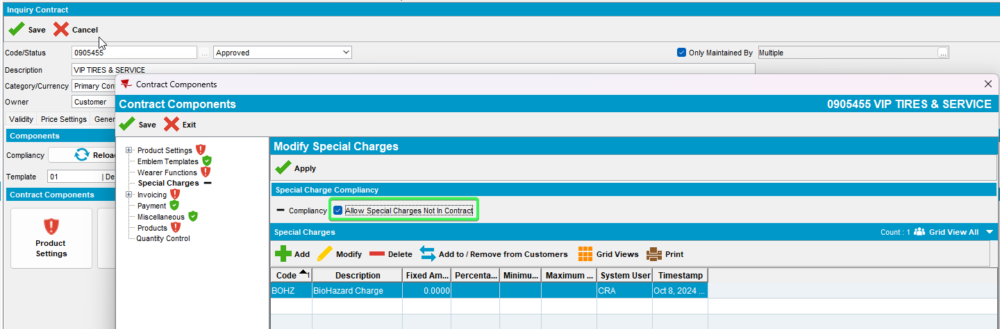 Inquiry Contract
Save Cancel
Code/Status 0905455 ... Approved Only Maintained By Multiple ...
Description VIP TIRES & SERVICE
Category/Currency Primary Con
Owner Customer
Validity Price Settings Gener
Components
Compliancy Reloa
Template 01 | De
Contract Components
Product
Settings
Contract Components
Contract Components 0905455 VIP TIRES & SERVICE
Save Exit
Product Settings
Emblem Templates
Wearer Functions
Special Charges
Invoicing
Payment
Miscellaneous
Products
Quantity Control
Modify Special Charges
Apply
Special Charge Compliancy
Compliancy Allow Special Charges Not In Contract
Special Charges Count : 1 Grid View All
Add Modify Delete Add to / Remove from Customers Grid Views Print
Code 1 Description Fixed Am... Percenta... Minimu... Maximum ... System User Timestamp
BOHZ BioHazard Charge 0.0000 CRA Oct 8, 2024 ...